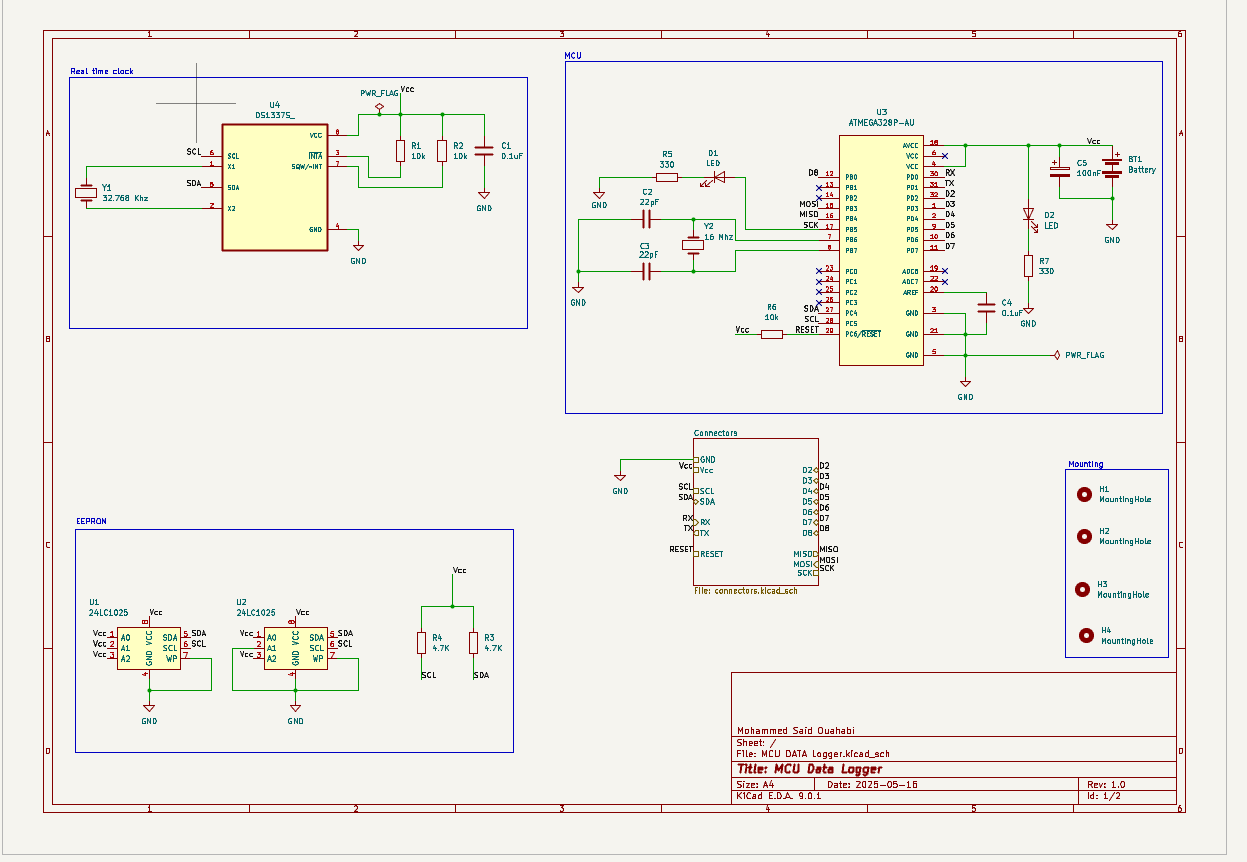 1 2 3 4 5 6
A
B
C
D
Real time clock
U4
DS1337S_
SCL
SDA
6 SCL
1 X1
5 SDA
2 X2
VCC 8
INTA 3
SQW/~INT 7
GND 4
Y1
32.768 Khz
PWR_FLAG
Vcc
R1
10k
R2
10k
C1
0.1uF
GND
GND
MCU
U3
ATMEGA328P-AU
D8 12 PB0
13 PB1
14 PB2
MOSI 15 PB3
MISO 16 PB4
SCK 17 PB5
7 PB6
8 PB7
23 PC0
24 PC1
25 PC2
26 PC3
SDA 27 PC4
SCL 28 PC5
RESET 29 PC6/RESET
AVCC 18
VCC 6
VCC 4
PD0 30 RX
PD1 31 TX
PD2 32 D2
PD3 1 D3
PD4 2 D4
PD5 9 D5
PD6 10 D6
PD7 11 D7
ADC6 19
ADC7 22
AREF 20
GND 3
GND 21
GND 5
R5
330
D1
LED
GND
C2
22pF
C3
22pF
Y2
16 Mhz
GND
R6
10k
Vcc
Vcc
C5
100nF
BT1
Battery
GND
D2
LED
R7
330
GND
C4
0.1uF
PWR_FLAG
GND
Connectors
GND
Vcc
SCL
SDA
RX
TX
RESET
GND
Vcc
SCL
SDA
RX
TX
RESET
D2
D3
D4
D5
D6
D7
D8
MISO
MOSI
SCK
D2
D3
D4
D5
D6
D7
D8
MISO
MOSI
SCK
File: connectors.kicad_sch
Mounting
H1
MountingHole
H2
MountingHole
H3
MountingHole
H4
MountingHole
EEPRON
U1
24LC1025
Vcc
8
Vcc 1 A0
Vcc 2 A1
Vcc 3 A2
VCC
GND
SDA 5 SDA
SCL 6 SCL
WP 7
4
GND
U2
24LC1025
Vcc
8
Vcc 1 A0
2 A1
Vcc 3 A2
VCC
GND
SDA 5 SDA
SCL 6 SCL
WP 7
4
GND
Vcc
R4
4.7K
R3
4.7K
SCL
SDA
Mohammed Said Ouahabi
Sheet: /
File: MCU DATA Logger.kicad_sch
Title: MCU Data Logger
Size: A4 Date: 2025-05-16 Rev: 1.0
KiCad E.D.A. 9.0.1 Id: 1/2
A
B
C
D
1 2 3 4 5 6